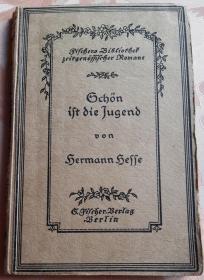 Fischers Bibliothek
zeitgenössischer Romane
Schön
ist die Jugend
von
Hermann Hesse
S. Fischer-Verlag
Berlin